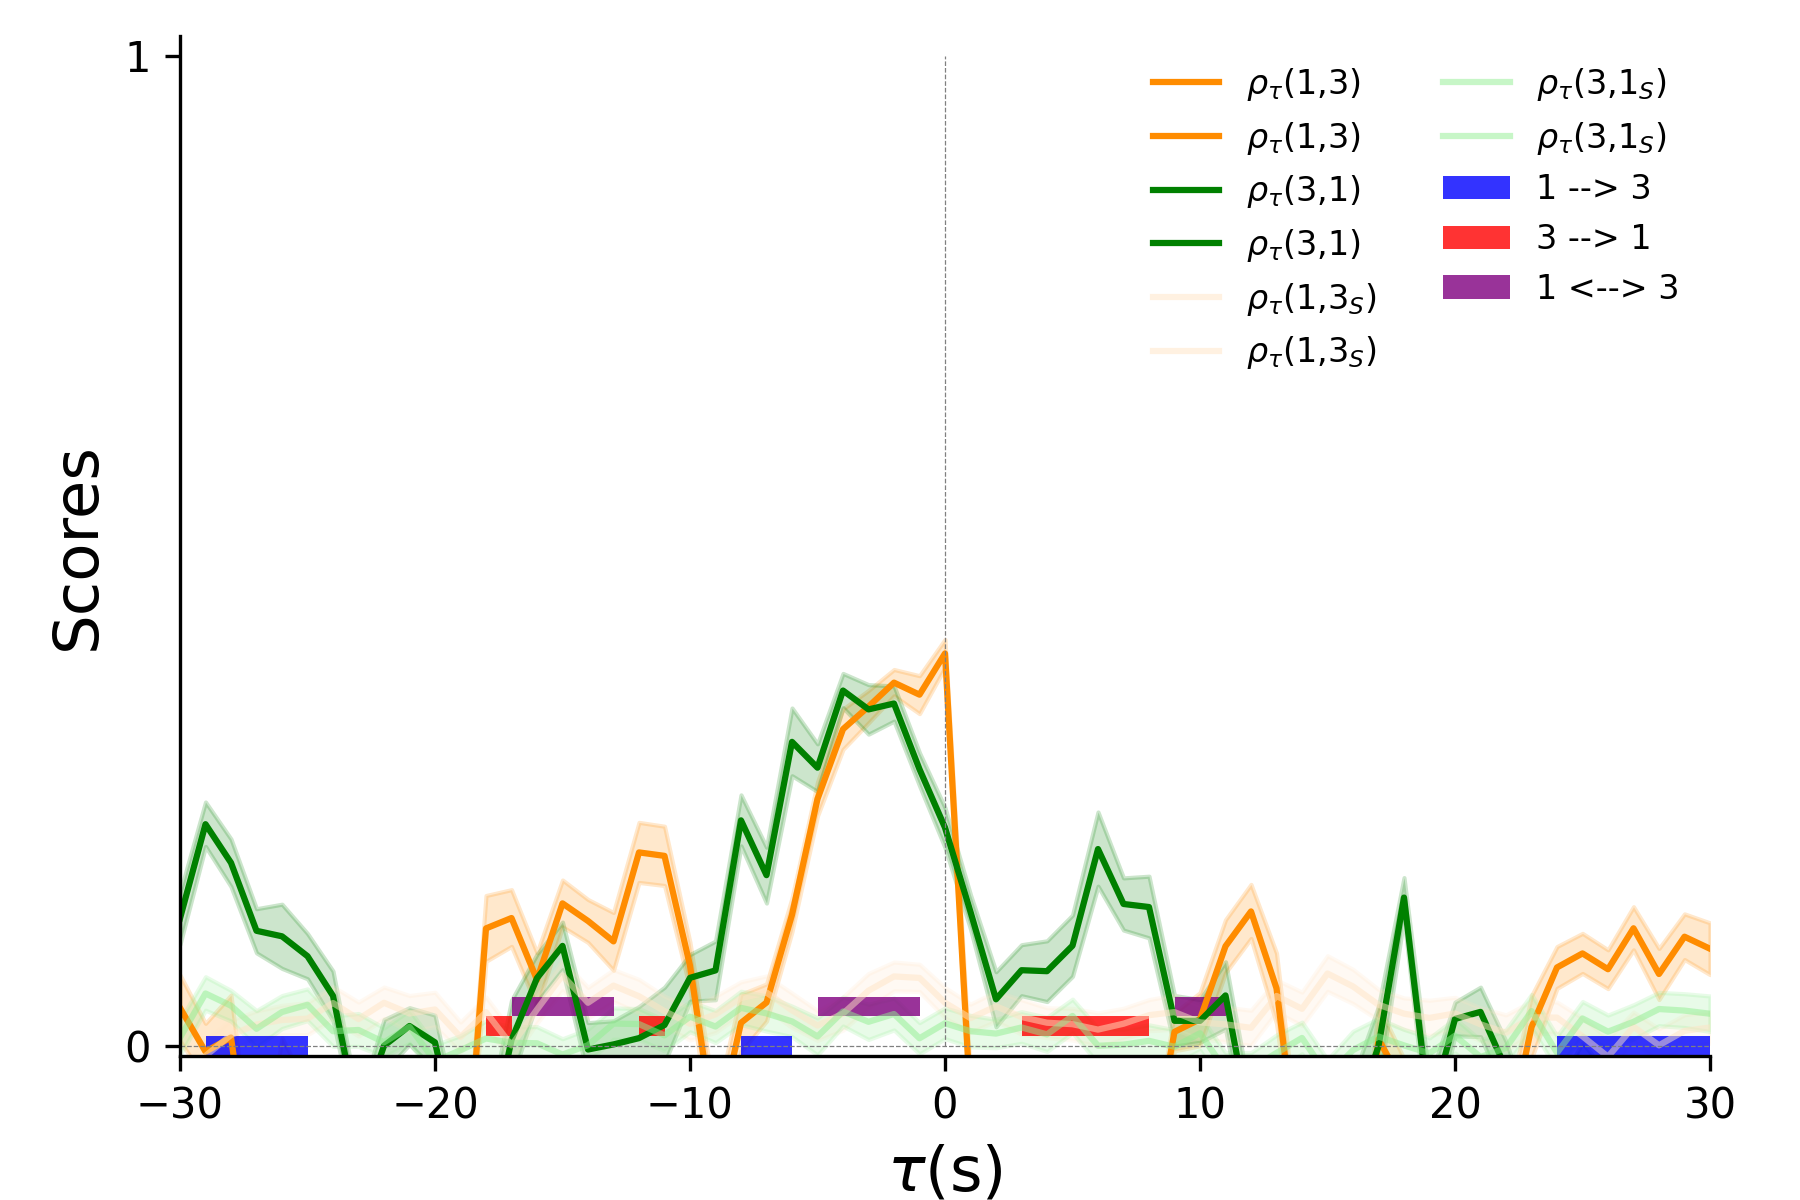 1
0
Scores
−30 −20 −10 0 10 20 30
τ(s)
ρτ(1,3)
ρτ(1,3)
ρτ(3,1)
ρτ(3,1)
ρτ(1,3S)
ρτ(1,3S)
ρτ(3,1S)
ρτ(3,1S)
1 --> 3
3 --> 1
1 <--> 3